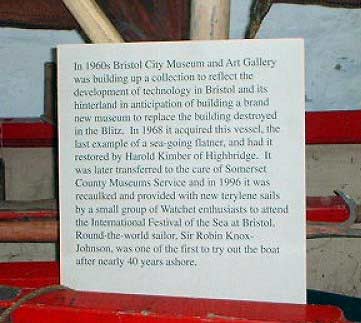 In 1960s Bristol City Museum and Art Gallery
was building up a collection to reflect the
development of technology in Bristol and its
hinterland in anticipation of building a brand
new museum to replace the building destroyed
in the Blitz.  In 1968 it acquired this vessel, the
last example of a sea-going flatner, and had it
restored by Harold Kimber of Highbridge.  It
was later transferred to the care of Somerset
County Museums Service and in 1996 it was
recaulked and provided with new terylene sails
by a small group of Watchet enthusiasts to attend
the International Festival of the Sea at Bristol.
Round-the-world sailor, Sir Robin Knox-
Johnson, was one of the first to try out the boat
after nearly 40 years ashore.